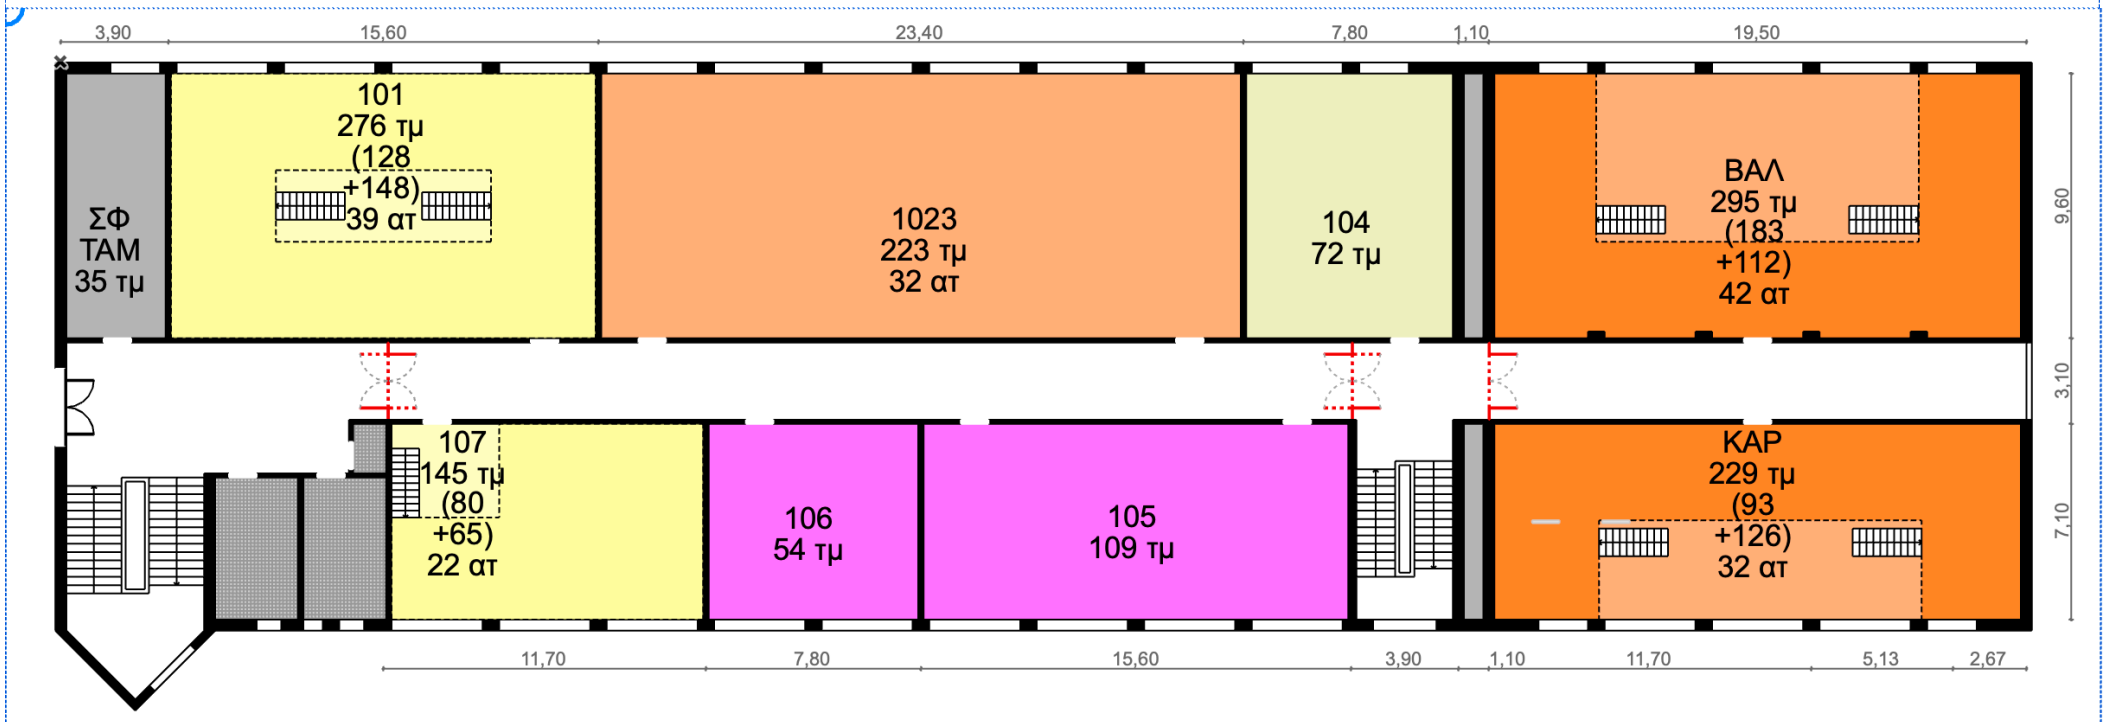 3,90
15,60
23,40
7,80
1,10
19,50
101
276 τμ
(128
+148)
39 ατ
ΣΦ
ΤΑΜ
35 τμ
1023
223 τμ
32 ατ
104
72 τμ
ΒΑΛ
295 τμ
(183
+112)
42 ατ
9,60
3,10
107
145 τμ
(80
+65)
22 ατ
106
54 τμ
105
109 τμ
ΚΑΡ
229 τμ
(93
+126)
32 ατ
7,10
11,70
7,80
15,60
3,90
1,10
11,70
5,13
2,67